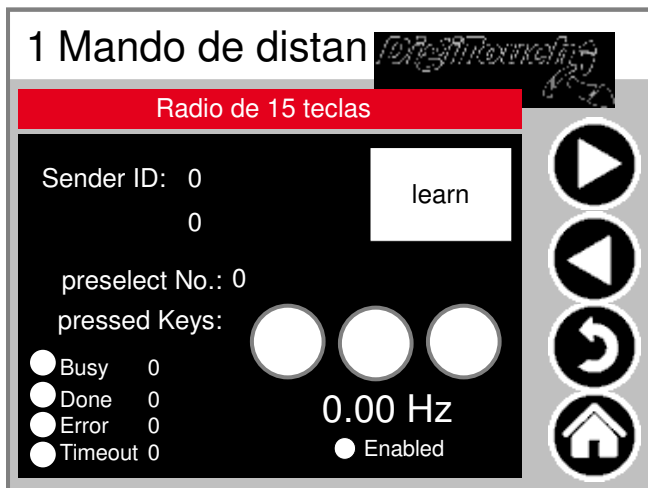 1 Mando de distan
DigiTouch
Radio de 15 teclas
Sender ID: 0
learn
0
preselect No.: 0
pressed Keys:
Busy 0
Done 0
Error 0
Timeout 0
0.00 Hz
Enabled